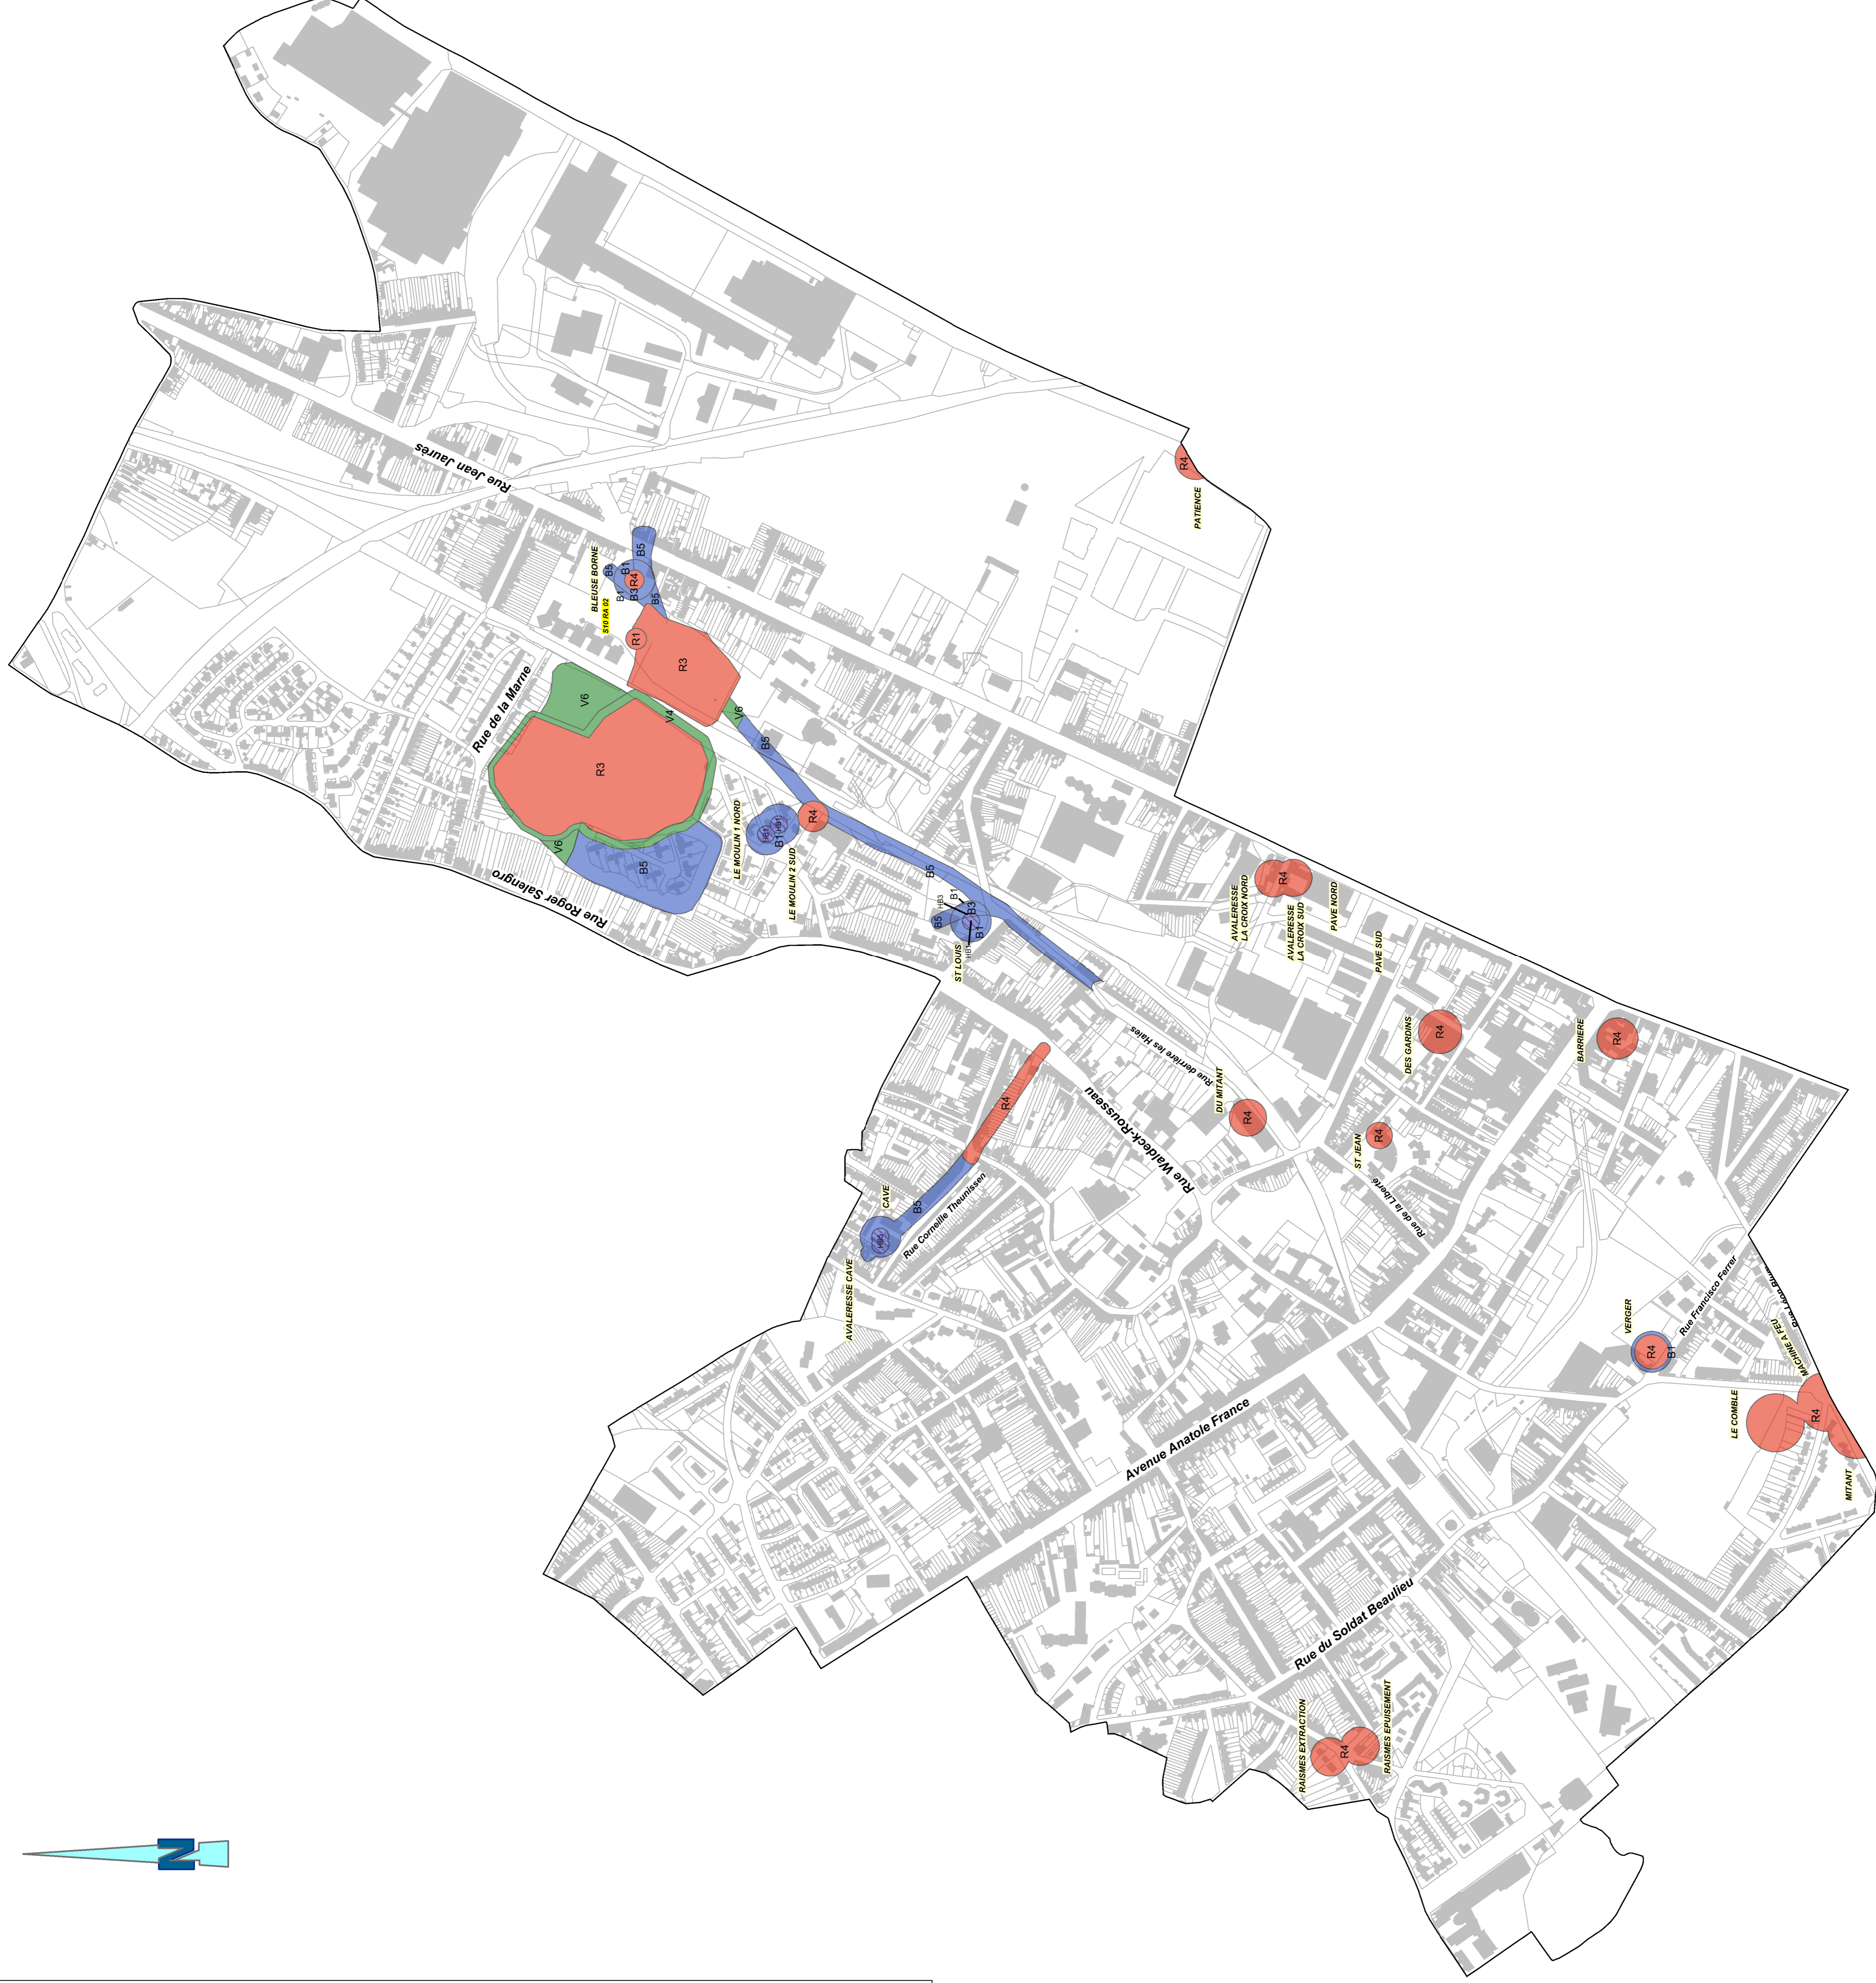 Rue Jean Jaurès
R4
PATIENCE
BLEUSE BORNE
S10 RA 02
B5
B1
B5
B1
B3
R4
B5
R1
R3
Rue de la Marne
V6
V4
V6
B5
R3
V6
B5
Rue Roger Salengro
LE MOULIN 1 NORD
HB1
HB1
B1
LE MOULIN 2 SUD
R4
B5
HB3
B1
B5
B3
B1
HB1
ST LOUIS
AVALERESSE
LA CROIX NORD
R4
AVALERESSE
LA CROIX SUD
PAVE NORD
PAVE SUD
DES GARDINS
R4
BARRIERE
R4
Rue derrière les Haies
DU MITANT
R4
ST JEAN
R4
Rue de la Liberté
Rue Waldeck-Rousseau
R4
CAVE
B5
HB5
Rue Corneille Theunissen
AVALERESSE CAVE
Avenue Anatole France
VERGER
R4
B1
Rue Francisco Ferrer
MACHINE A FEU
LE COMBLE
R4
MITANT
Rue du Soldat Beaulieu
RAISMES EXTRACTION
R4
RAISMES EPUISEMENT
N